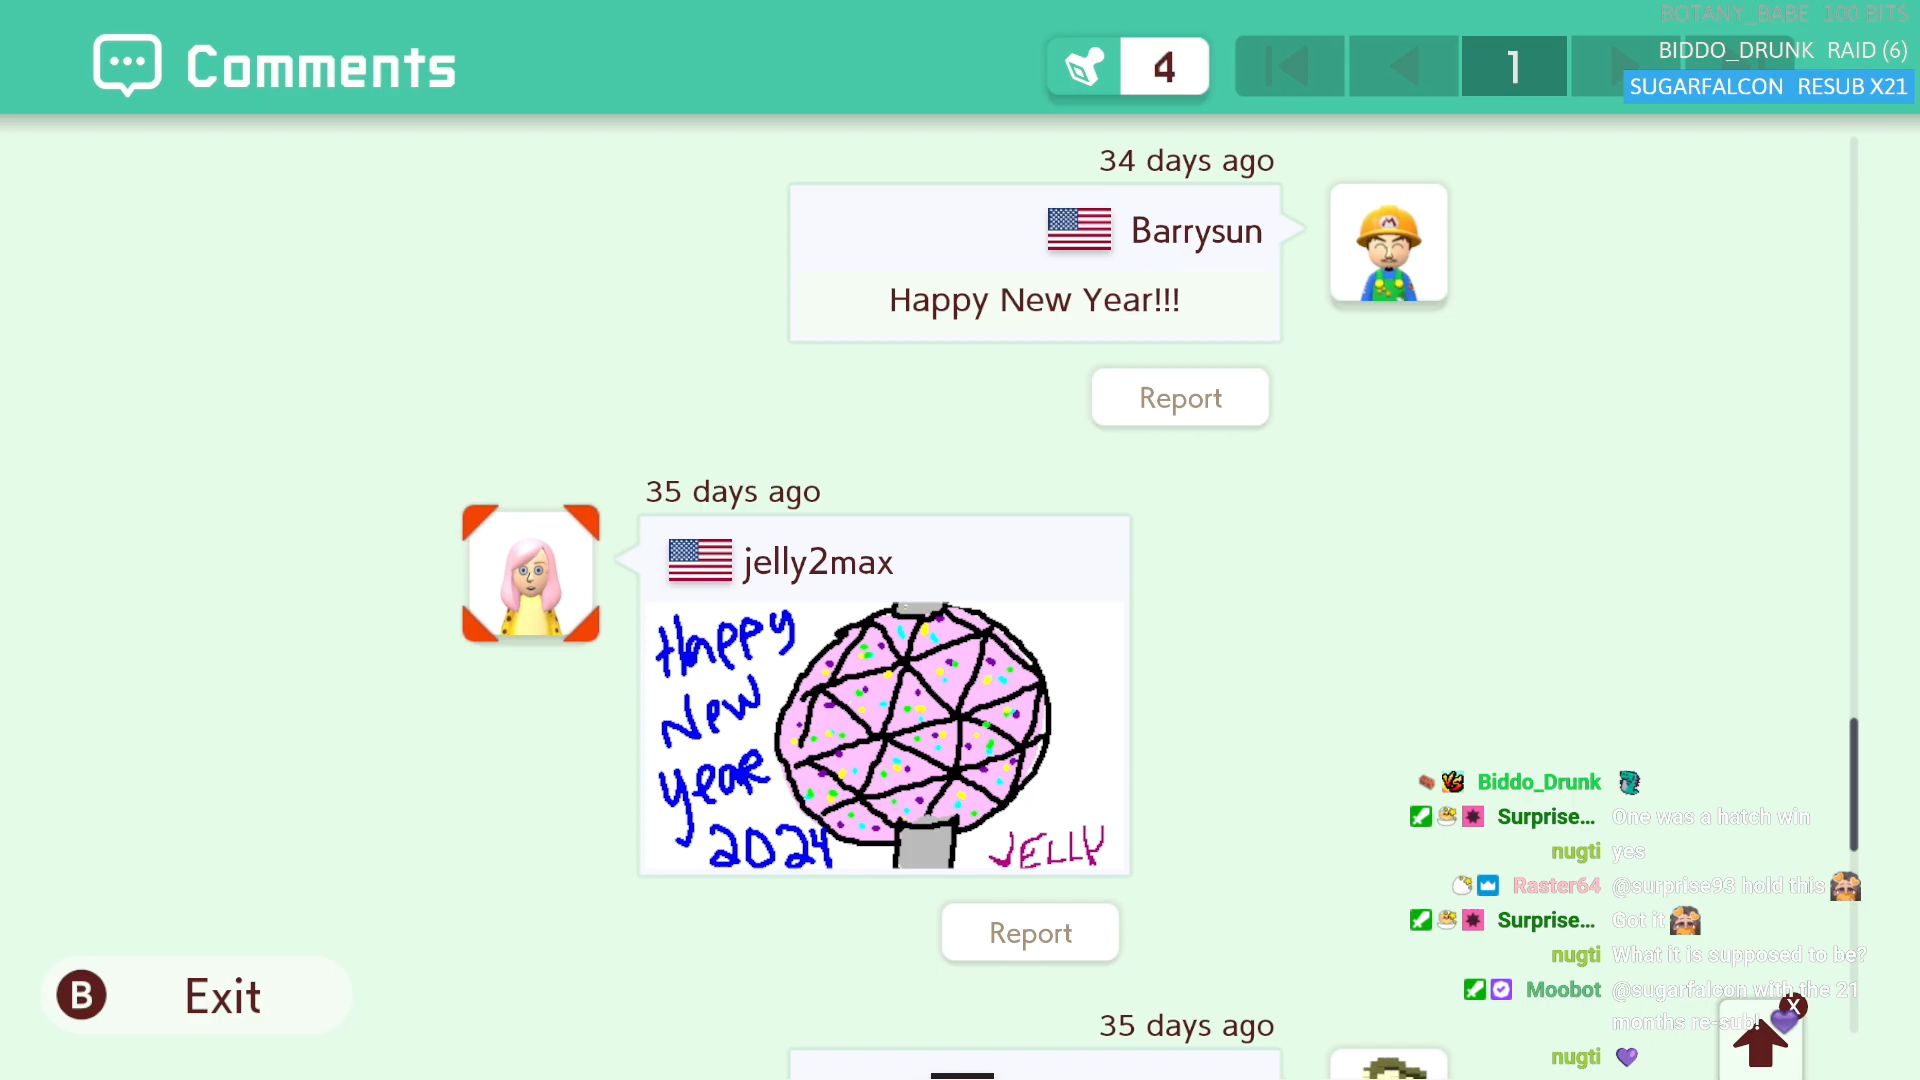 Comments
4
1
BOTANY_BABE 100 BITS
BIDDO_DRUNK RAID (6)
SUGARFALCON RESUB X21
34 days ago
Barrysun
Happy New Year!!!
Report
35 days ago
jelly2max
Happy
New
Year
2024
JELLY
Report
35 days ago
B Exit
Biddo_Drunk
Surprise... One was a hatch win
nugti yes
Raster64 @surprise93 hold this
Surprise... Got it
nugti What it is supposed to be?
Moobot @sugarfalcon with the 21
months re-sub!
nugti
X